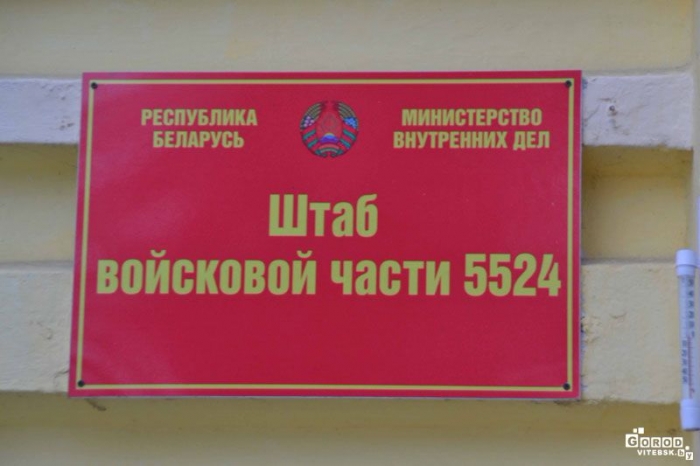 РЕСПУБЛИКА
БЕЛАРУСЬ
МИНИСТЕРСТВО
ВНУТРЕННИХ ДЕЛ
Штаб
войсковой части 5524
GOROD
VITEBSK.by